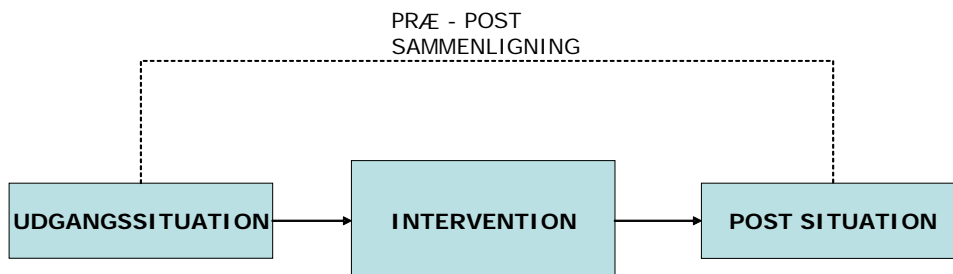 PRÆ - POST
SAMMENLIGNING
UDGANGSSITUATION
INTERVENTION
POST SITUATION